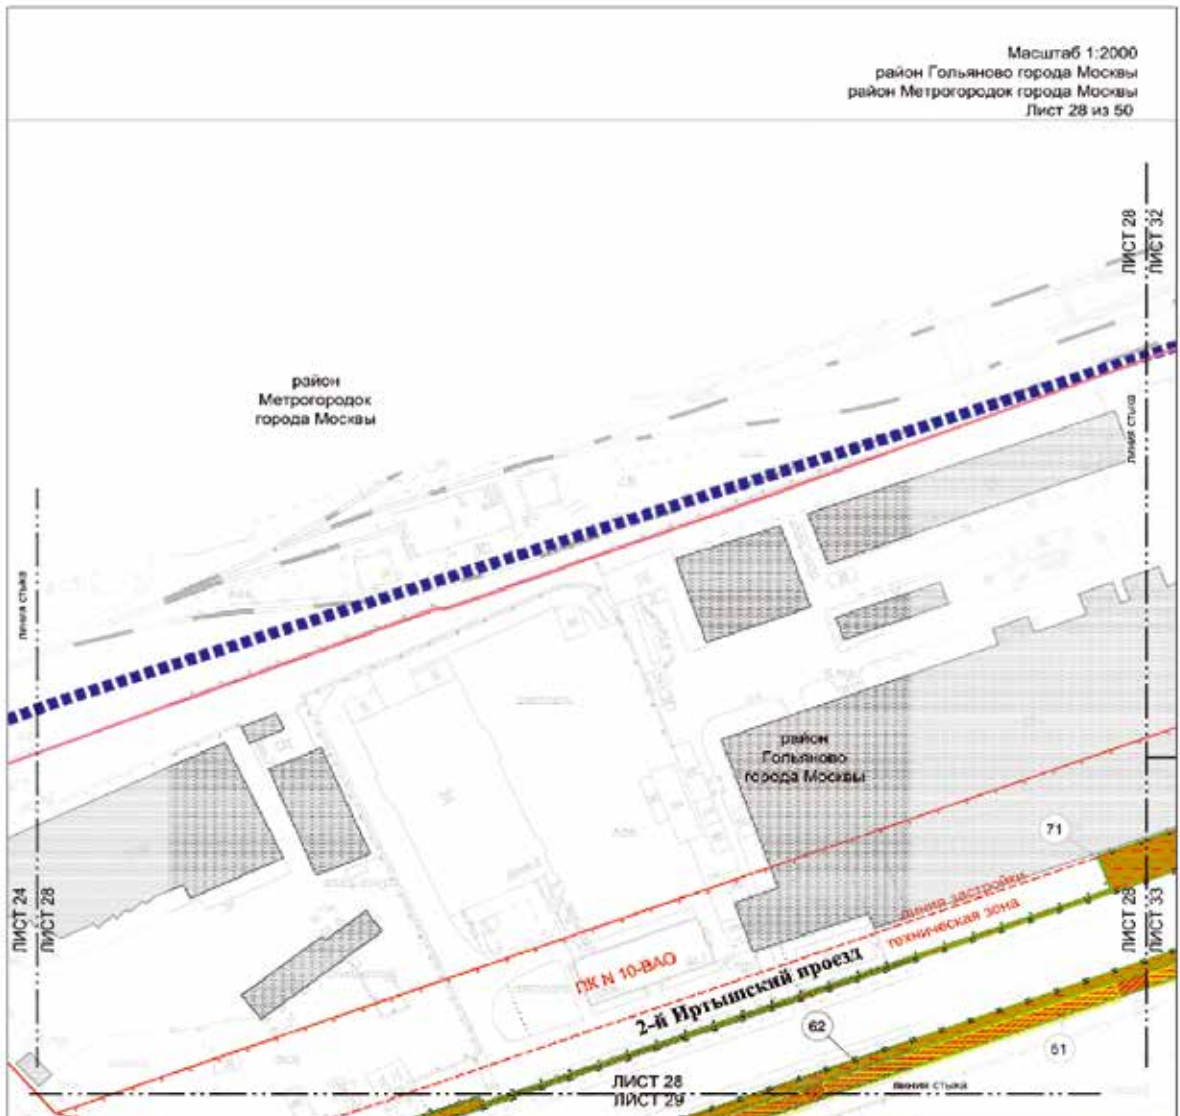 Масштаб 1:2000
район Гольяново города Москвы
район Метрогородок города Москвы
Лист 28 из 50
ЛИСТ 28
ЛИСТ 32
район
Метрогородок
города Москвы
линия стыка
линия стыка
район
Гольяново
города Москвы
71
ЛИСТ 24
ЛИСТ 28
линия застройки
техническая зона
ЛИСТ 28
ЛИСТ 33
ПК N 10-ВАО
2-й Иртышский проезд
62
61
ЛИСТ 28
ЛИСТ 29
линия стыка